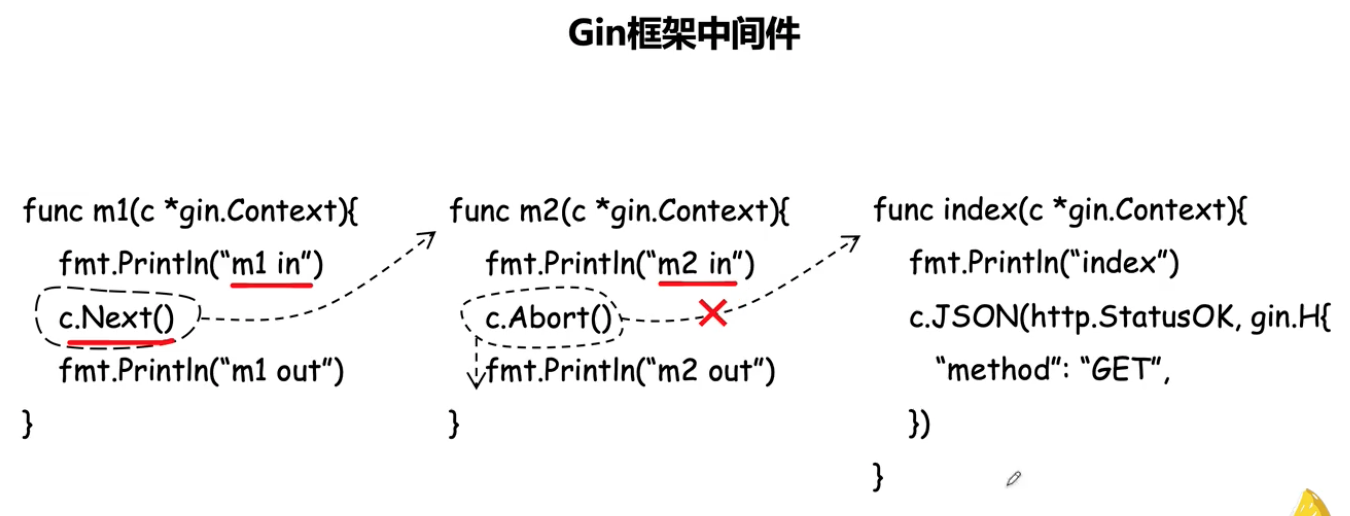 Gin框架中间件
func m1(c *gin.Context){
fmt.Println(“m1 in”)
c.Next()
fmt.Println(“m1 out”)
}
func m2(c *gin.Context){
fmt.Println(“m2 in”)
c.Abort()
fmt.Println(“m2 out”)
}
func index(c *gin.Context){
fmt.Println(“index”)
c.JSON(http.StatusOK, gin.H{
“method”: “GET”,
})
}